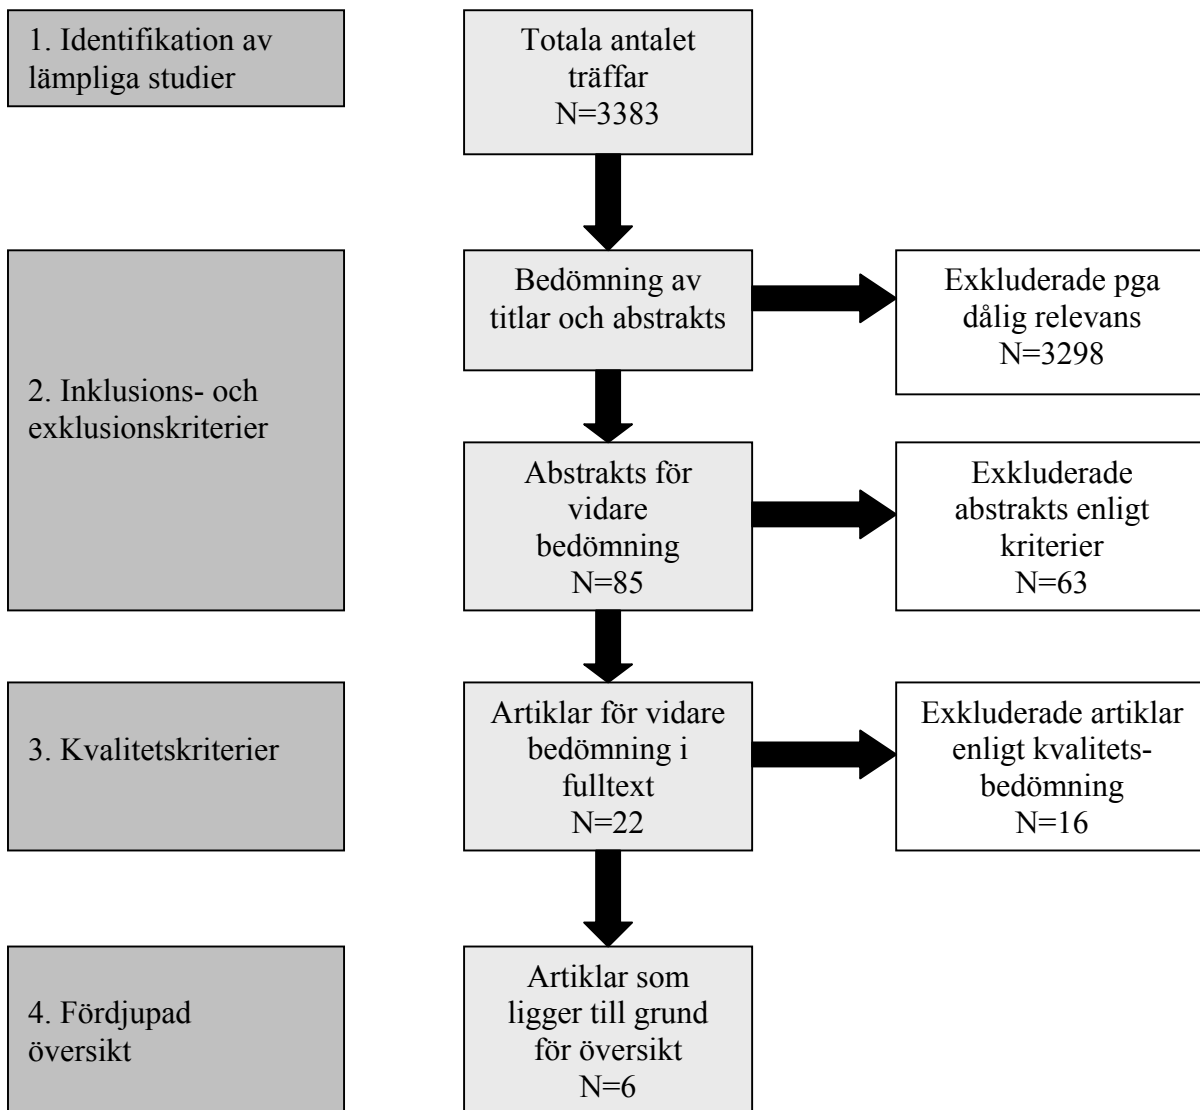 1. Identifikation av
lämpliga studier
Totala antalet
träffar
N=3383
2. Inklusions- och
exklusionskriterier
Bedömning av
titlar och abstrakts
Exkluderade pga
dålig relevans
N=3298
Abstrakts för
vidare
bedömning
N=85
Exkluderade
abstrakts enligt
kriterier
N=63
3. Kvalitetskriterier
Artiklar för vidare
bedömning i
fulltext
N=22
Exkluderade artiklar
enligt kvalitets-
bedömning
N=16
4. Fördjupad
översikt
Artiklar som
ligger till grund
för översikt
N=6